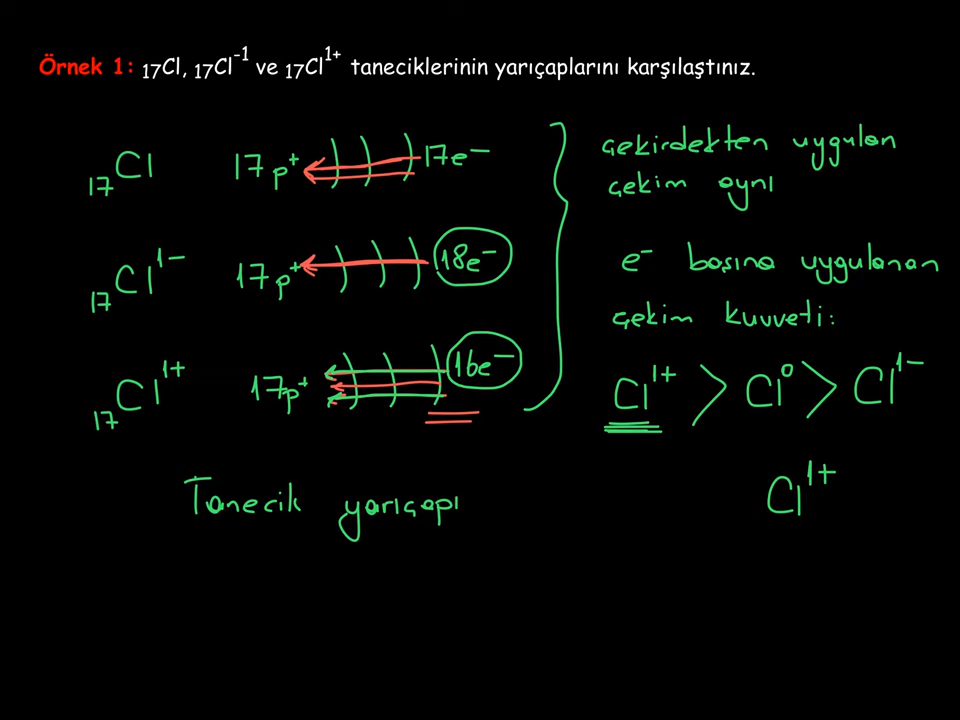 Örnek 1: ₁₇Cl, ₁₇Cl⁻¹ ve ₁₇Cl¹⁺ taneciklerinin yarıçaplarını karşılaştınız.
₁₇Cl 17p⁺ 17e⁻
₁₇Cl¹⁻ 17p⁺ 18e⁻
₁₇Cl¹⁺ 17p⁺ 16e⁻
Tanecik yarıçapı
çekirdekten uygulan
çekim aynı
e⁻ başına uygulanan
çekim kuvveti:
Cl¹⁺ > Cl⁰ > Cl¹⁻
Cl¹⁺